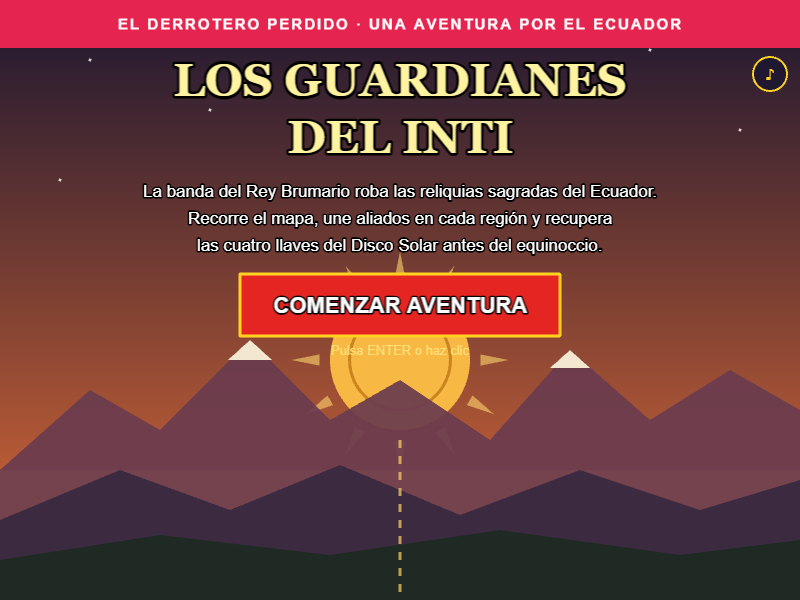 EL DERROTERO PERDIDO · UNA AVENTURA POR EL ECUADOR
LOS GUARDIANES
DEL INTI
La banda del Rey Brumario roba las reliquias sagradas del Ecuador.
Recorre el mapa, une aliados en cada región y recupera
las cuatro llaves del Disco Solar antes del equinoccio.
COMENZAR AVENTURA
Pulsa ENTER o haz clic